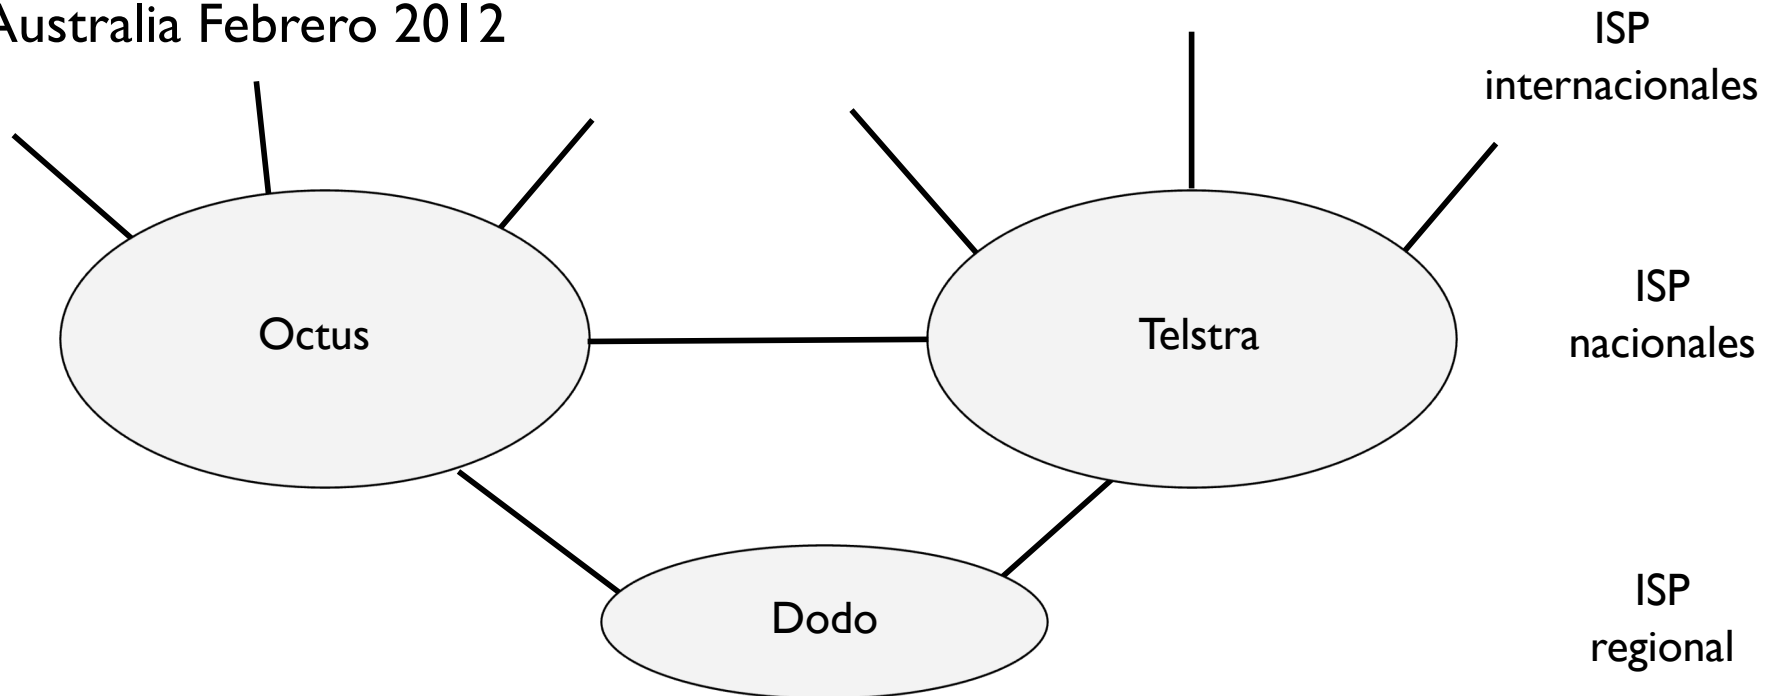 Australia Febrero 2012
ISP
internacionales
Octus
Telstra
ISP
nacionales
Dodo
ISP
regional